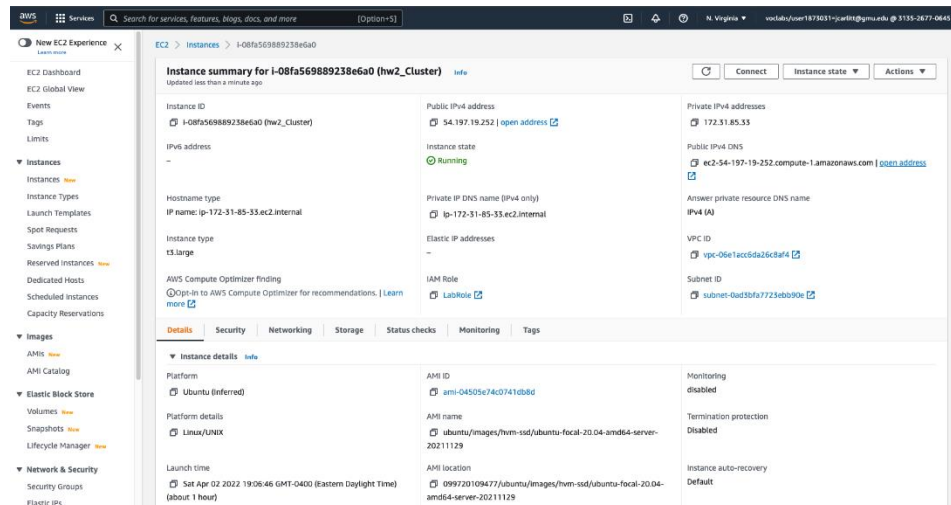 aws Services Search for services, features, blogs, docs, and more [Option+S] N. Virginia voclabs/user1873031=jcarlitt@gmu.edu @ 3135-2677-0645
New EC2 Experience
Learn more
EC2 Dashboard
EC2 Global View
Events
Tags
Limits
Instances
Instances New
Instance Types
Launch Templates
Spot Requests
Savings Plans
Reserved Instances New
Dedicated Hosts
Scheduled Instances
Capacity Reservations
Images
AMIs New
AMI Catalog
Elastic Block Store
Volumes New
Snapshots New
Lifecycle Manager New
Network & Security
Security Groups
Elastic IPs
EC2 > Instances > i-08fa569889238e6a0
Instance summary for i-08fa569889238e6a0 (hw2_Cluster) Info
Updated less than a minute ago
Connect Instance state Actions
Instance ID
i-08fa569889238e6a0 (hw2_Cluster)
Public IPv4 address
54.197.19.252 | open address
Private IPv4 addresses
172.31.85.33
IPv6 address
–
Instance state
Running
Public IPv4 DNS
ec2-54-197-19-252.compute-1.amazonaws.com | open address
Hostname type
IP name: ip-172-31-85-33.ec2.internal
Private IP DNS name (IPv4 only)
ip-172-31-85-33.ec2.internal
Answer private resource DNS name
IPv4 (A)
Instance type
t3.large
Elastic IP addresses
–
VPC ID
vpc-06e1acc6da26c8af4
AWS Compute Optimizer finding
Opt-in to AWS Compute Optimizer for recommendations. | Learn
more
IAM Role
LabRole
Subnet ID
subnet-0ad3bfa7723ebb90e
Details Security Networking Storage Status checks Monitoring Tags
Instance details Info
Platform
Ubuntu (Inferred)
AMI ID
ami-04505e74c0741db8d
Monitoring
disabled
Platform details
Linux/UNIX
AMI name
ubuntu/images/hvm-ssd/ubuntu-focal-20.04-amd64-server-
20211129
Termination protection
Disabled
Launch time
Sat Apr 02 2022 19:06:46 GMT-0400 (Eastern Daylight Time)
(about 1 hour)
AMI location
099720109477/ubuntu/images/hvm-ssd/ubuntu-focal-20.04-
amd64-server-20211129
Instance auto-recovery
Default